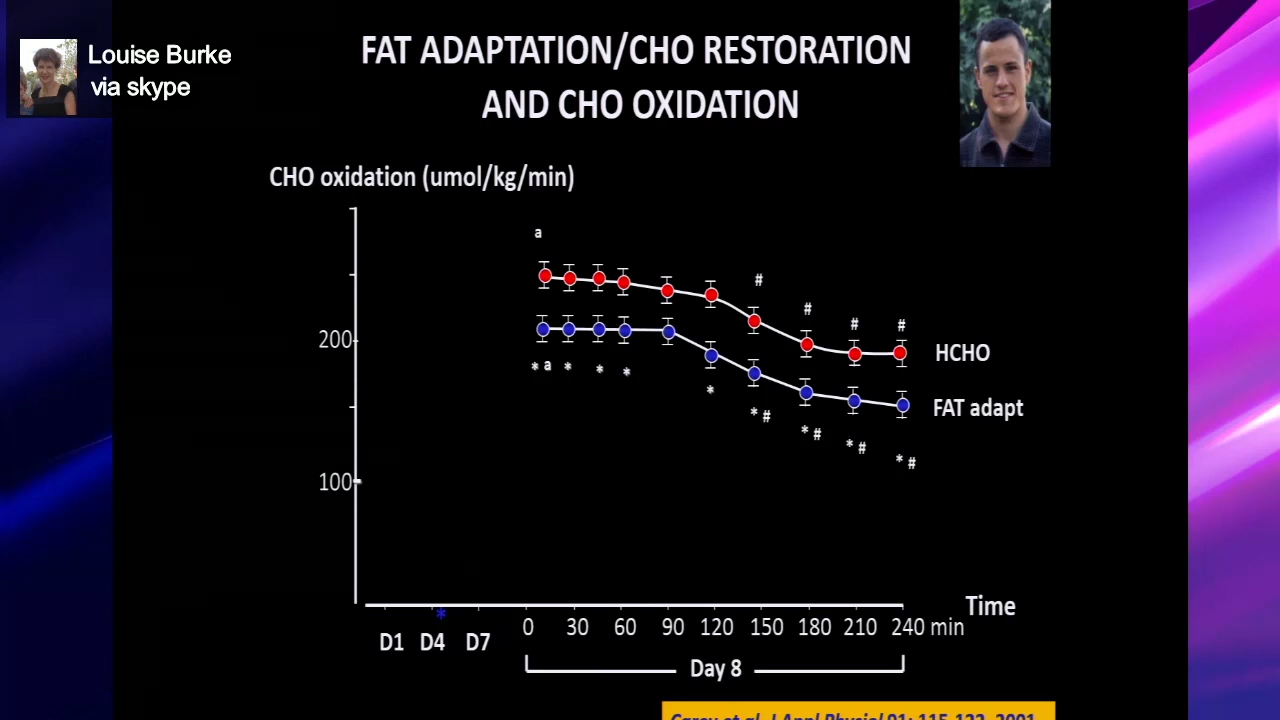 Louise Burke
via skype
FAT ADAPTATION/CHO RESTORATION
AND CHO OXIDATION
CHO oxidation (umol/kg/min)
a
#
#
# #
200
HCHO
* a * * *
*
FAT adapt
* #
* #
* #
* #
100
Time
*
0 30 60 90 120 150 180 210 240 min
D1 D4 D7
Day 8
Carey et al. J Appl Physiol 91: 115-122, 2001